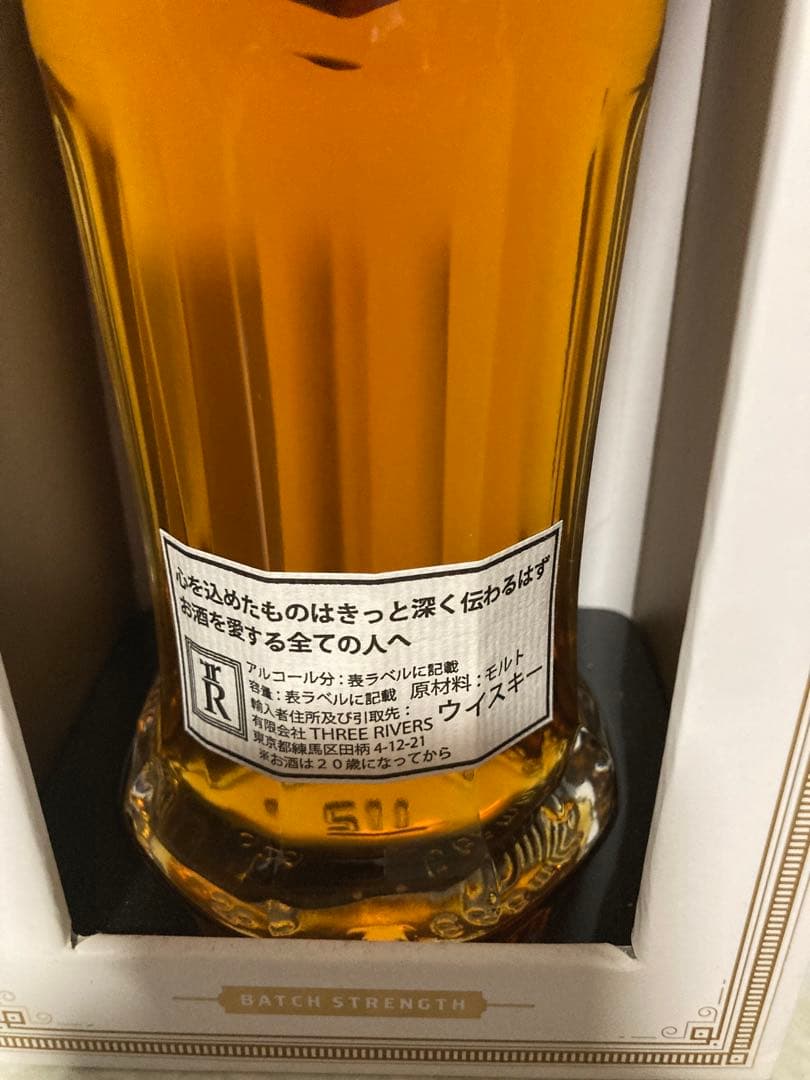 心を込めたものはきっと深く伝わるはず
お酒を愛する全ての人へ
TR
アルコール分：表ラベルに記載
容量：表ラベルに記載 原材料：モルト
輸入者住所及び引取先： ウイスキー
有限会社 THREE RIVERS
東京都練馬区田柄 4-12-21
※お酒は２０歳になってから
BATCH STRENGTH